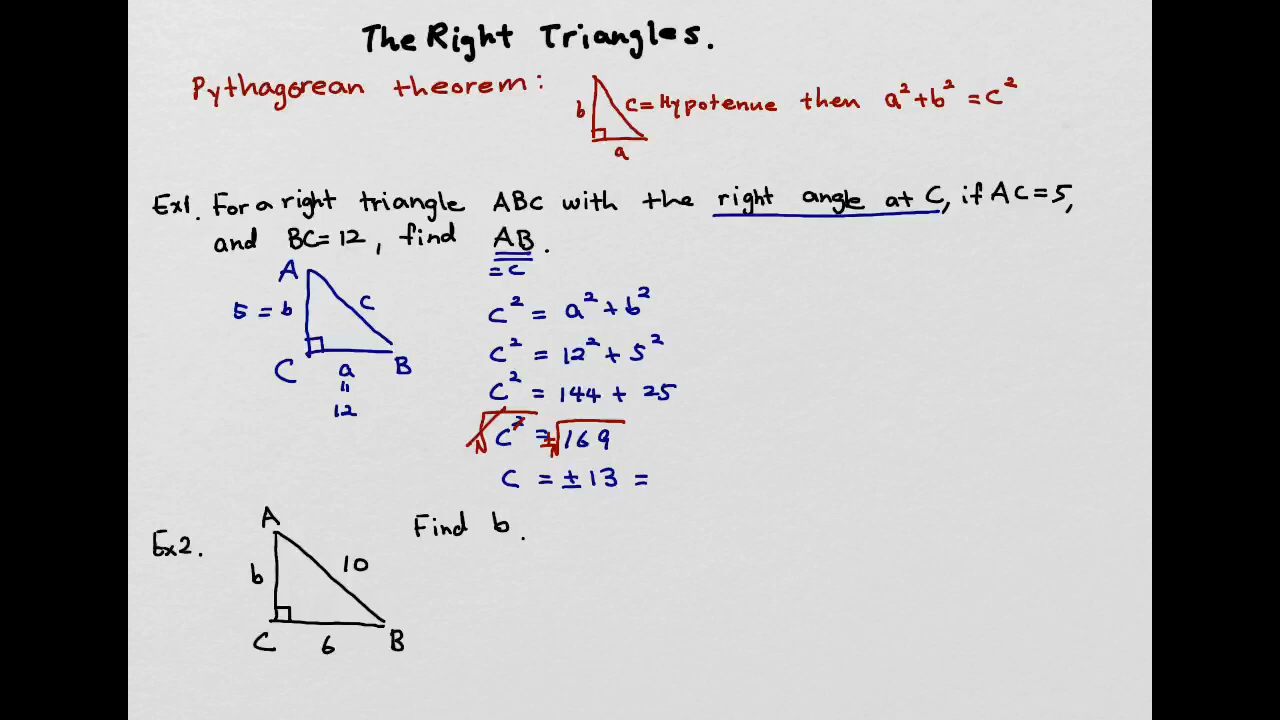 The Right Triangles.
Pythagorean theorem:
b c = Hypotenue then a² + b² = c²
a
Ex1. For a right triangle ABC with the right angle at C, if AC = 5,
and BC = 12, find AB.
= c
A
5 = b c
C a B
"
12
c² = a² + b²
c² = 12² + 5²
c² = 144 + 25
√c² = ±√169
c = ±13 =
Ex2.
Find b.
A
b 10
C 6 B